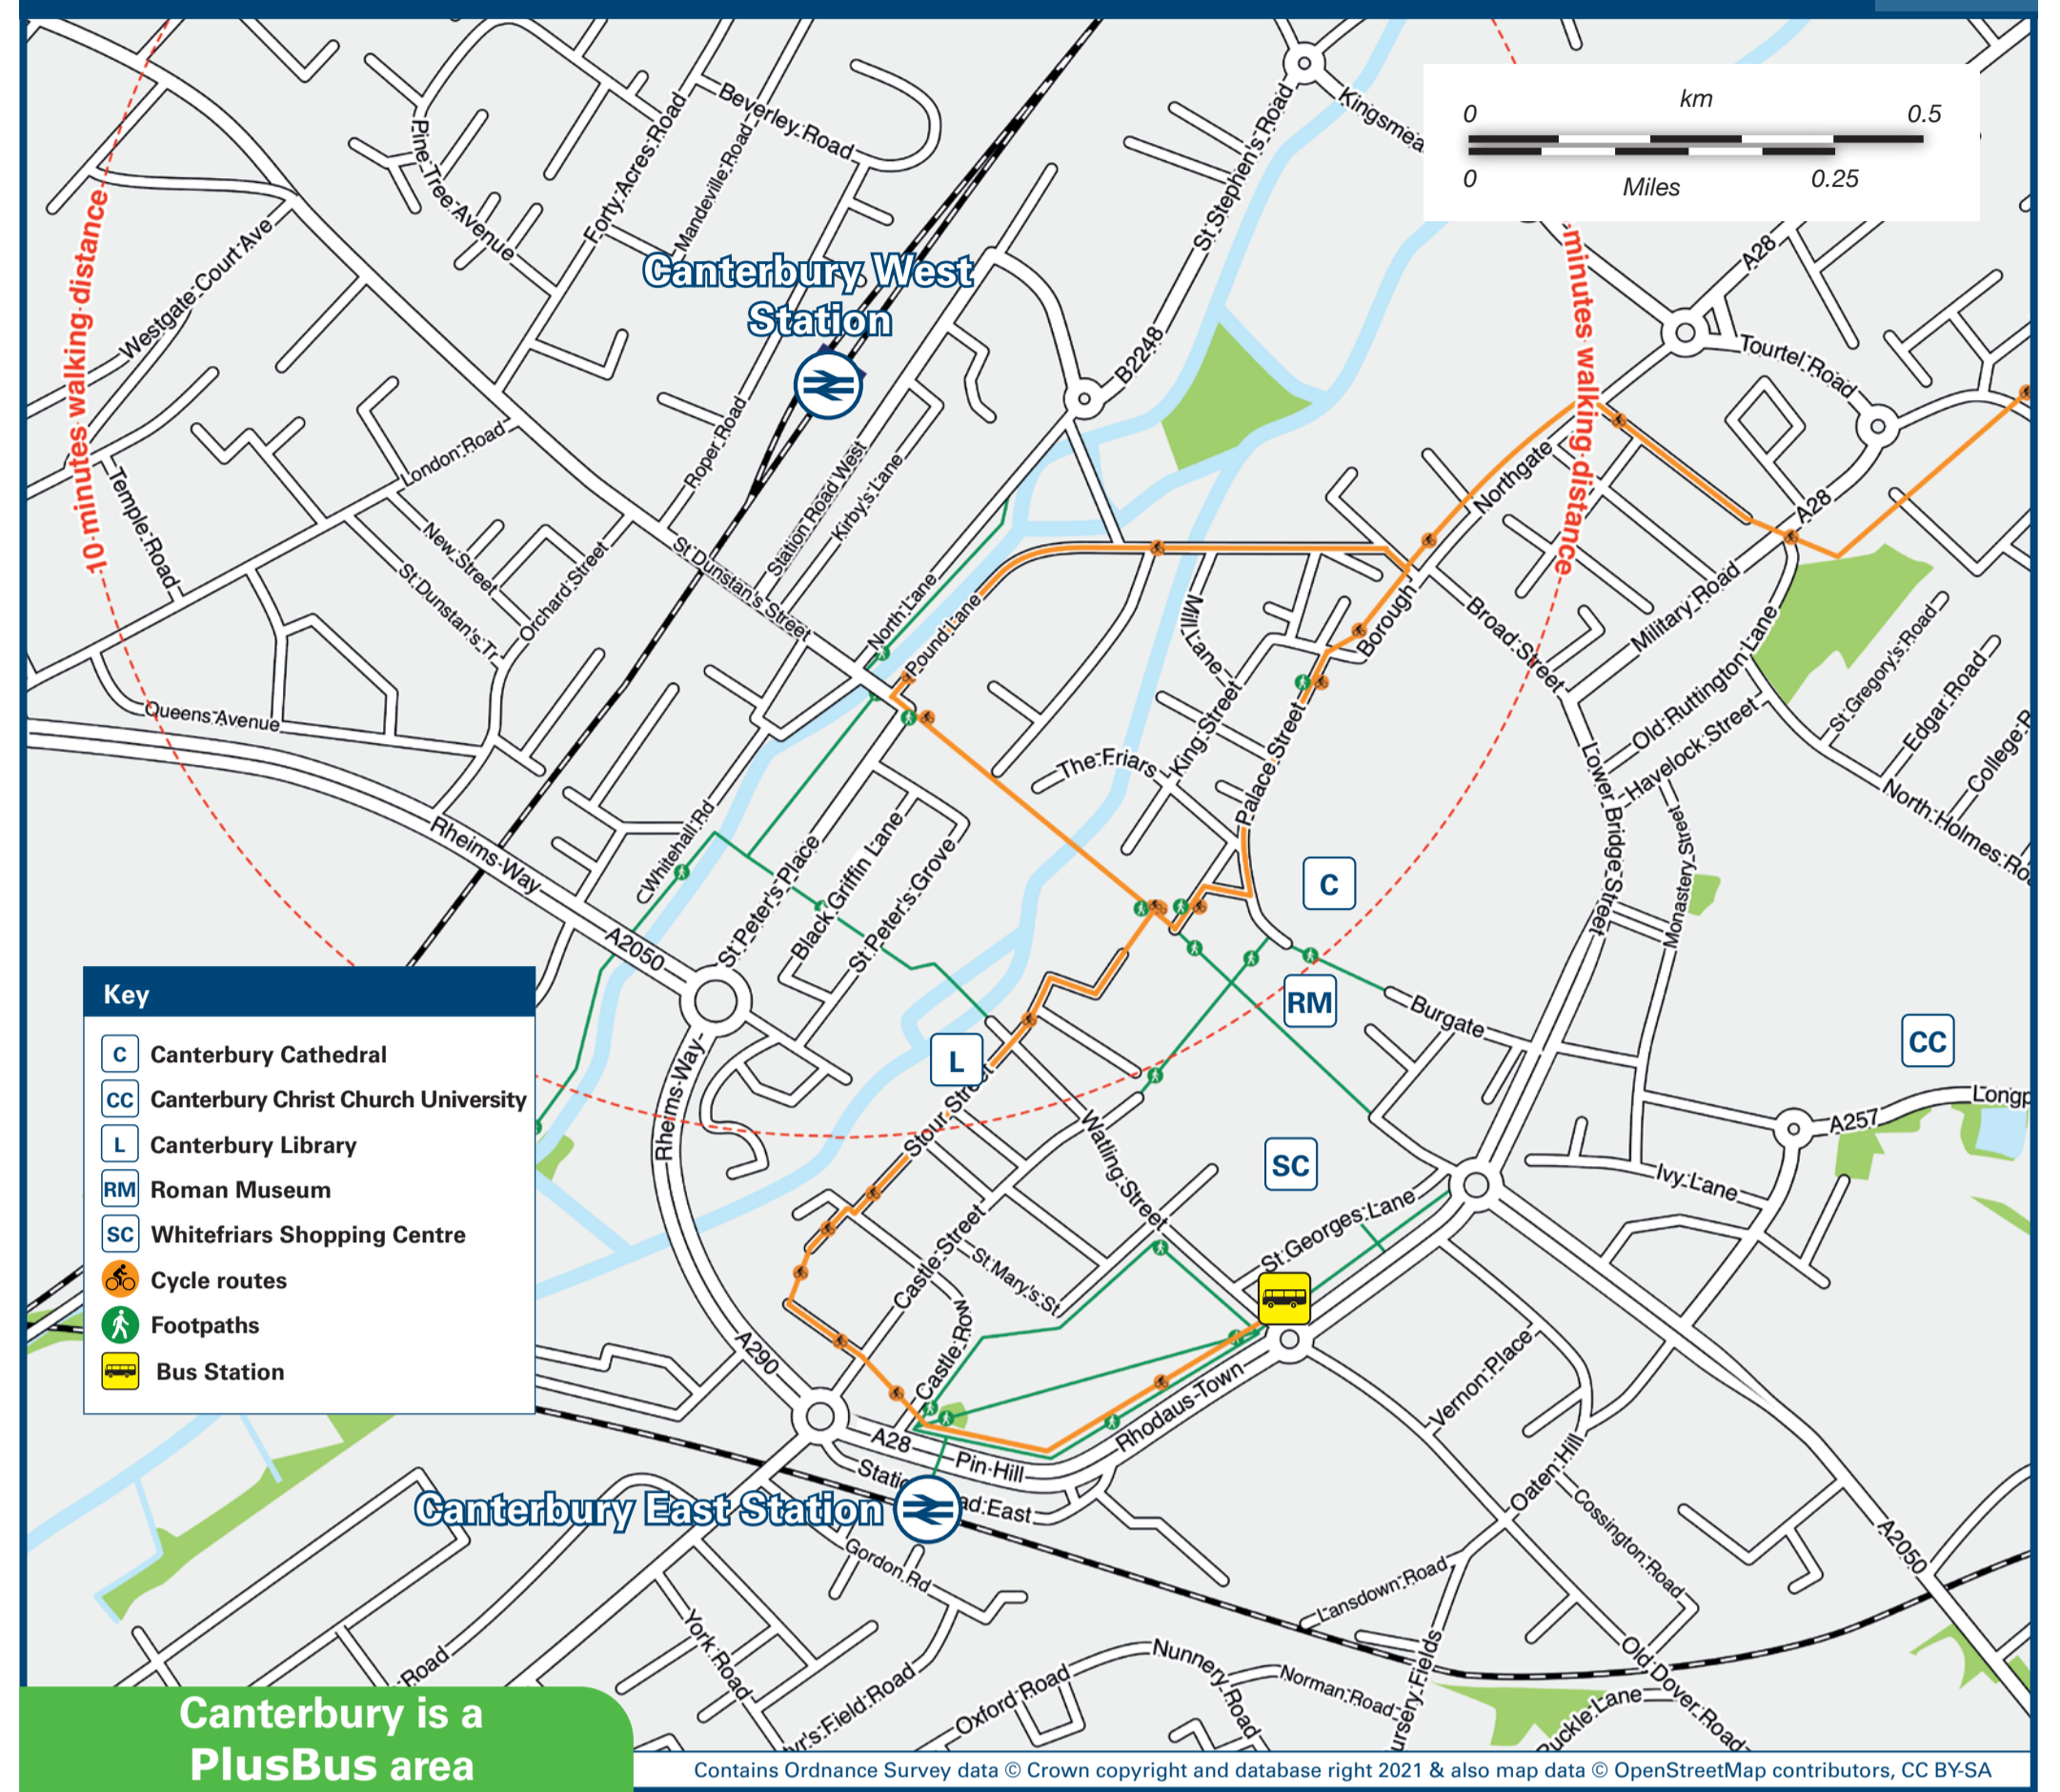 km
0
0.5
0
Miles
0.25
Beverley Road
Pine Tree Avenue
Forty Acres Road
Mandeville Road
St Stephen's Road
A28
Westgate Court Ave
10 minutes walking distance
minutes walking distance
Canterbury West
Station
B2248
Tourtel Road
London Road
Roper Road
Station Road West
Kirby's Lane
Northgate
A28
Temple Road
New Street
St Dunstan's Street
Orchard Street
North Lane
Pound Lane
Mill Lane
Borough
Broad Street
Military Road
Old Ruttington Lane
St Gregory's Road
Edgar Road
Queens Avenue
The Friars
King Street
Palace Street
Havelock Street
Lower Bridge Street
Monastery Street
North Holmes
Rheims Way
Whitehall Rd
St Peter's Place
Black Griffin Lane
St Peter's Grove
A2050
C
RM
Burgate
CC
L
Rheims Way
Stour Street
Watling Street
SC
A257
Ivy Lane
St Georges Lane
Castle Street
St Mary's St
Castle Row
A290
A28
Pin Hill
Rhodaus Town
Vernon Place
Oaten Hill
Cossington Road
A2050
Canterbury East Station
Gordon Rd
York Road
Lansdown Road
Oxford Road
Nunnery Road
Norman Road
Old Dover Road
Road
Key
C Canterbury Cathedral
CC Canterbury Christ Church University
L Canterbury Library
RM Roman Museum
SC Whitefriars Shopping Centre
Cycle routes
Footpaths
Bus Station
Canterbury is a
PlusBus area
Contains Ordnance Survey data © Crown copyright and database right 2021 & also map data © OpenStreetMap contributors, CC BY-SA